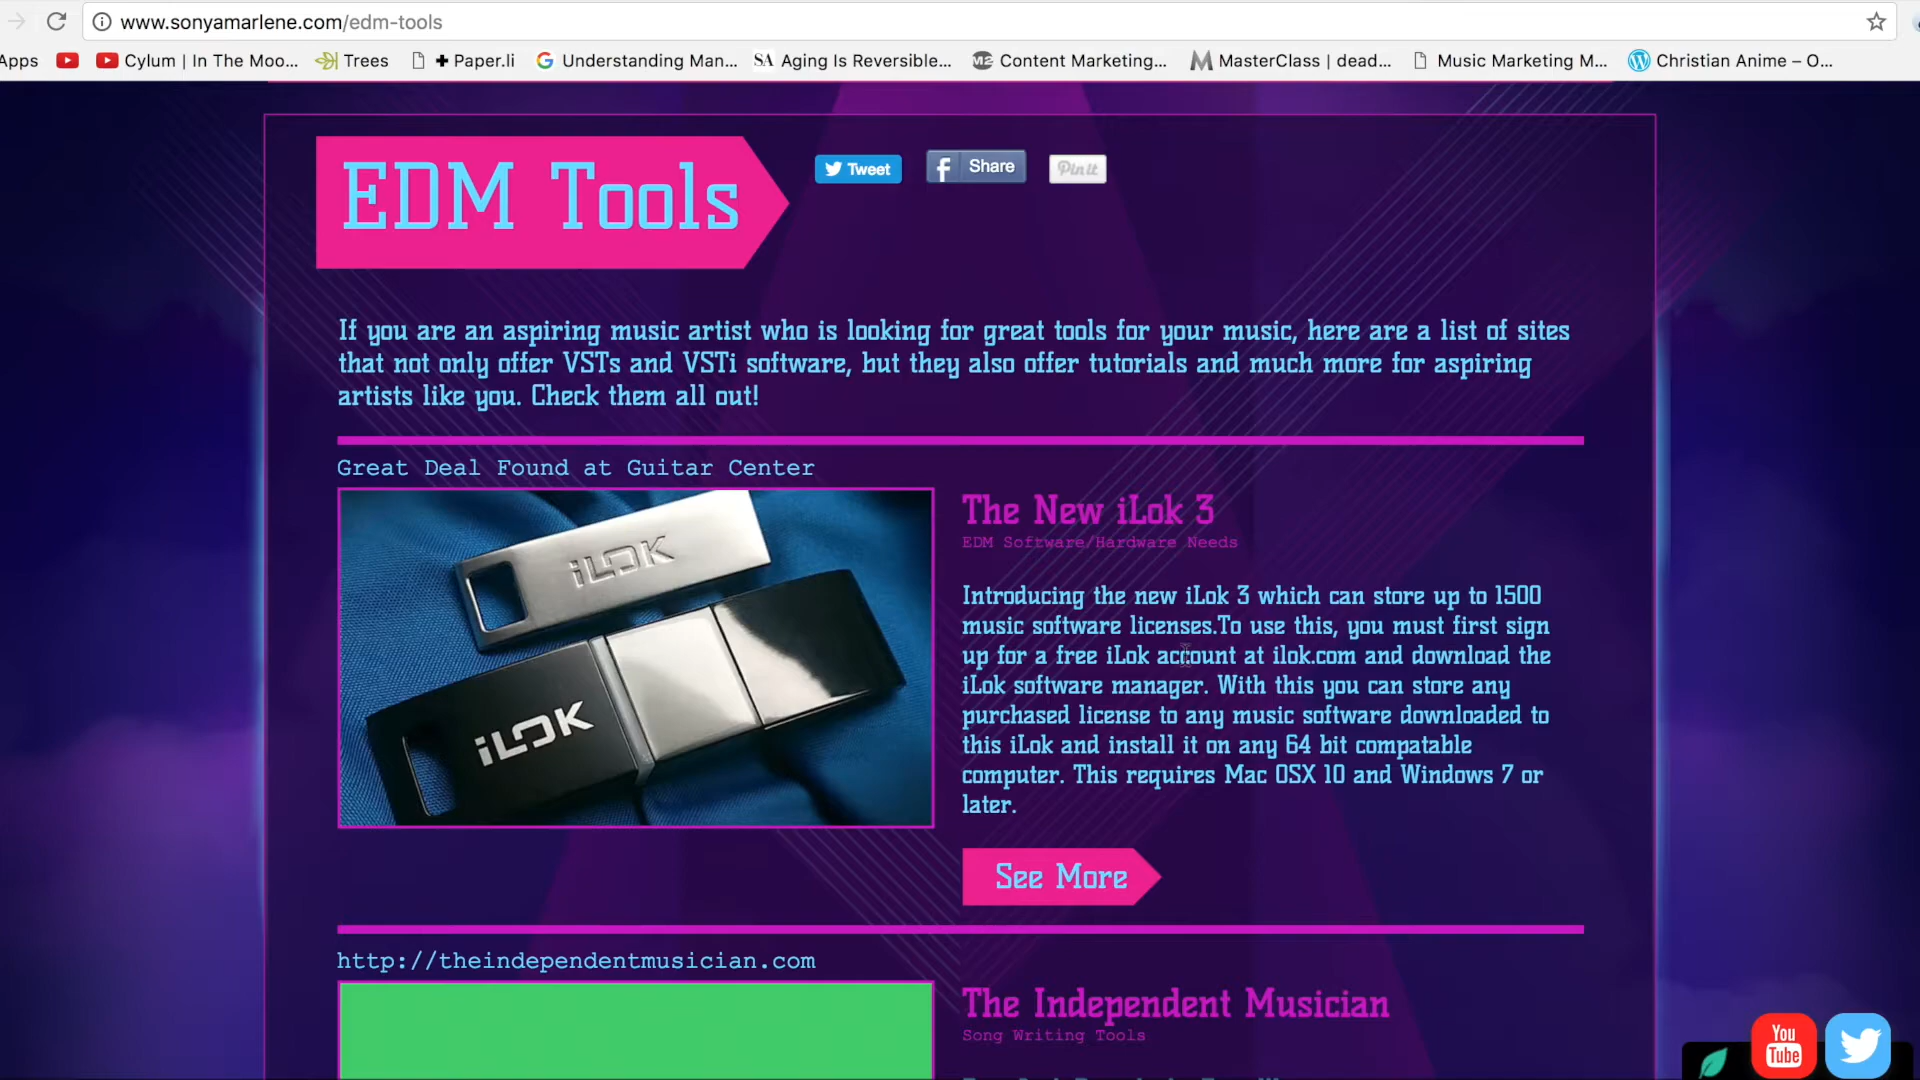 www.sonyamarlene.com/edm-tools
Apps Cylum | In The Moo... Trees + Paper.li Understanding Man... SA Aging Is Reversible... M2 Content Marketing... MasterClass | dead... Music Marketing M... Christian Anime – O...
EDM Tools
Tweet
Share
Pin it
If you are an aspiring music artist who is looking for great tools for your music, here are a list of sites
that not only offer VSTs and VSTi software, but they also offer tutorials and much more for aspiring
artists like you. Check them all out!
Great Deal Found at Guitar Center
iLOK
iLOK
The New iLok 3
EDM Software/Hardware Needs
Introducing the new iLok 3 which can store up to 1500
music software licenses.To use this, you must first sign
up for a free iLok account at ilok.com and download the
iLok software manager. With this you can store any
purchased license to any music software downloaded to
this iLok and install it on any 64 bit compatable
computer. This requires Mac OSX 10 and Windows 7 or
later.
See More
http://theindependentmusician.com
The Independent Musician
Song Writing Tools
You
Tube